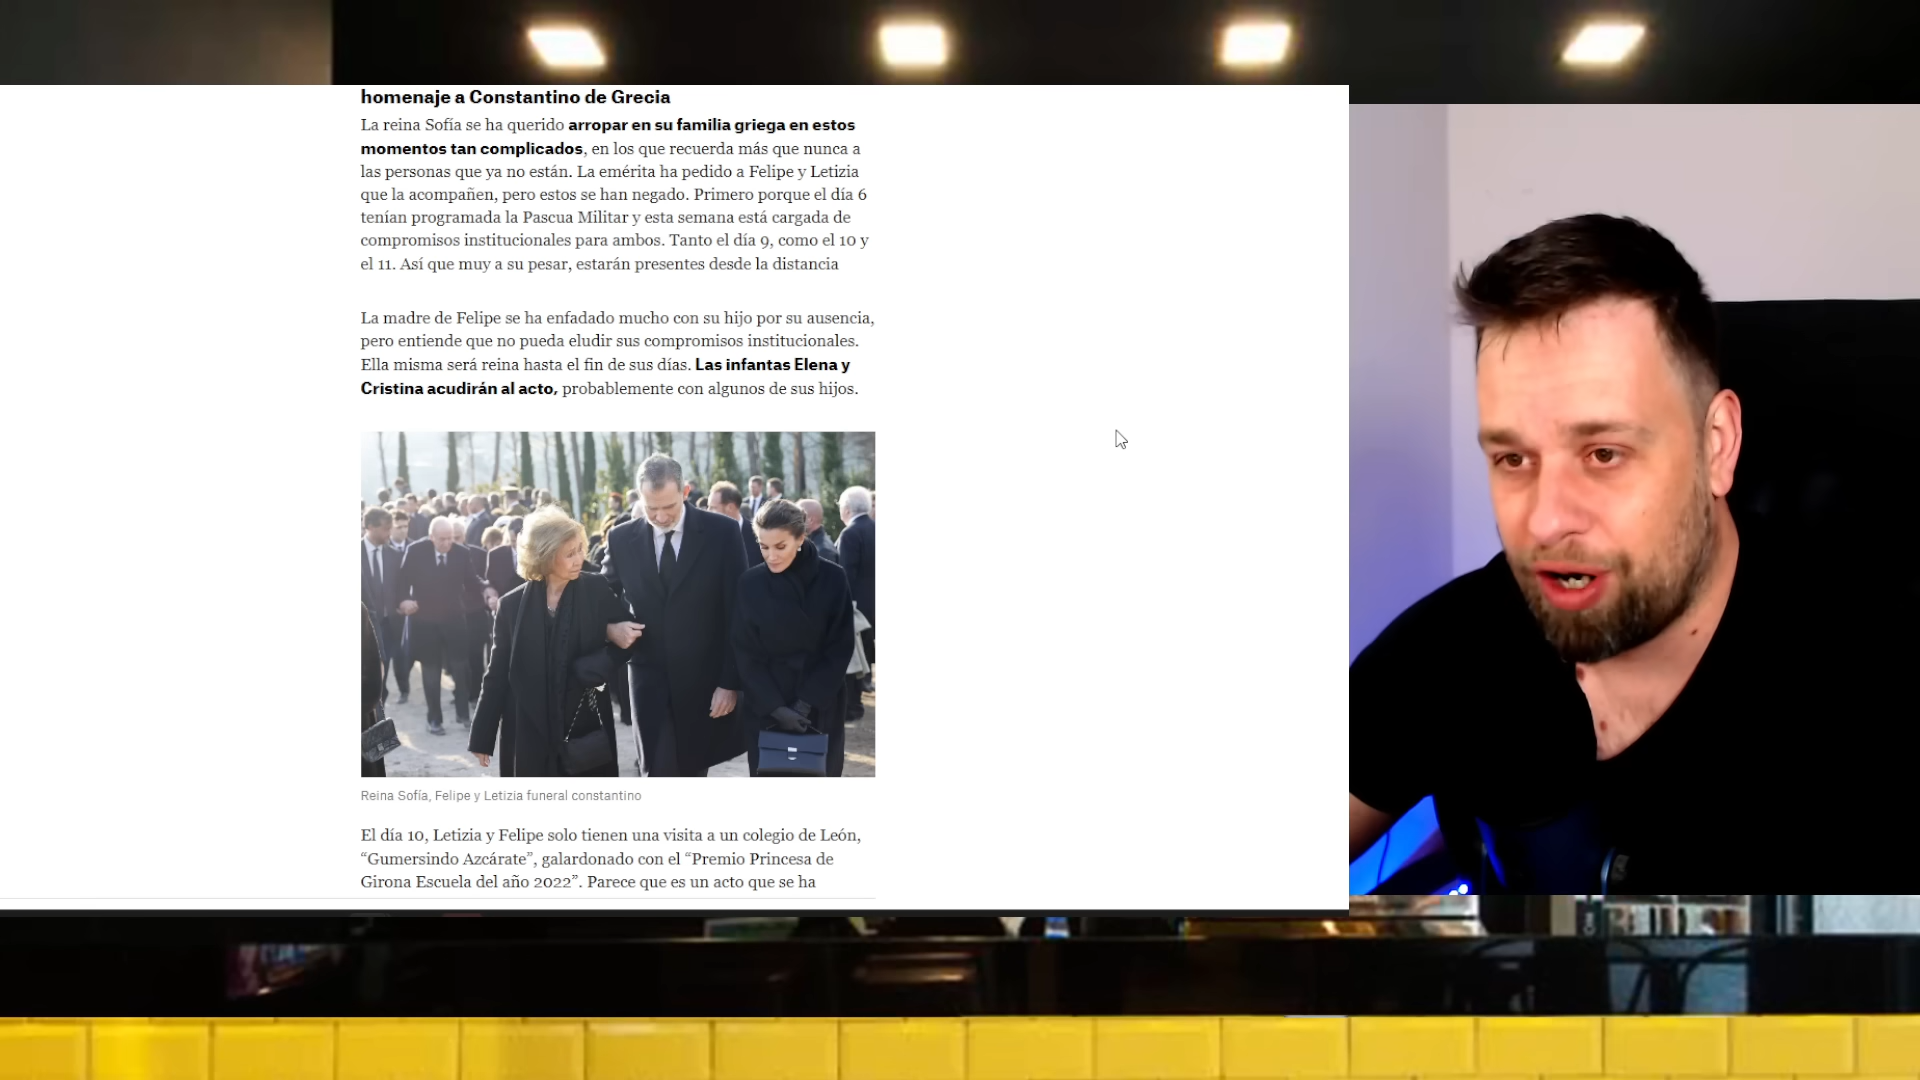 homenaje a Constantino de Grecia
La reina Sofía se ha querido arropar en su familia griega en estos
momentos tan complicados, en los que recuerda más que nunca a
las personas que ya no están. La emérita ha pedido a Felipe y Letizia
que la acompañen, pero estos se han negado. Primero porque el día 6
tenían programada la Pascua Militar y esta semana está cargada de
compromisos institucionales para ambos. Tanto el día 9, como el 10 y
el 11. Así que muy a su pesar, estarán presentes desde la distancia
La madre de Felipe se ha enfadado mucho con su hijo por su ausencia,
pero entiende que no pueda eludir sus compromisos institucionales.
Ella misma será reina hasta el fin de sus días. Las infantas Elena y
Cristina acudirán al acto, probablemente con algunos de sus hijos.
Reina Sofía, Felipe y Letizia funeral constantino
El día 10, Letizia y Felipe solo tienen una visita a un colegio de León,
“Gumersindo Azcárate”, galardonado con el “Premio Princesa de
Girona Escuela del año 2022”. Parece que es un acto que se ha